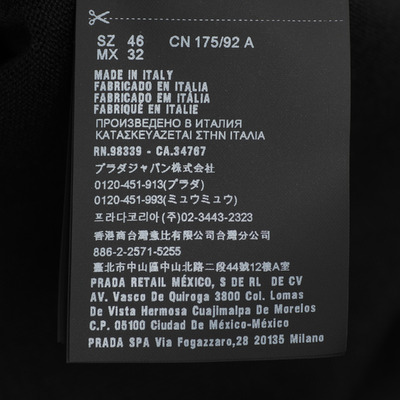 SZ 46 CN 175/92 A
MX 32
MADE IN ITALY
FABRICADO EN ITALIA
FABRICADO EM ITÁLIA
FABRIQUÉ EN ITALIE
ПРОИЗВЕДЕНО В ИТАЛИЯ
ΚΑΤΑΣΚΕΥΑΖΕΤΑΙ ΣΤΗΝ ΙΤΑΛΙΑ
RN.98339 - CA.34767
プラダジャパン株式会社
0120-451-913(プラダ)
0120-451-993(ミュウミュウ)
프라다코리아(주)02-3443-2323
香港商台灣壹比有限公司台灣分公司
886-2-2571-5255
臺北市中山區中山北路二段44號12樓A室
PRADA RETAIL MÉXICO, S DE RL DE CV
AV. Vasco De Quiroga 3800 Col. Lomas
De Vista Hermosa Cuajimalpa De Morelos
C.P. 05100 Ciudad De México-México
PRADA SPA Via Fogazzaro,28 20135 Milano